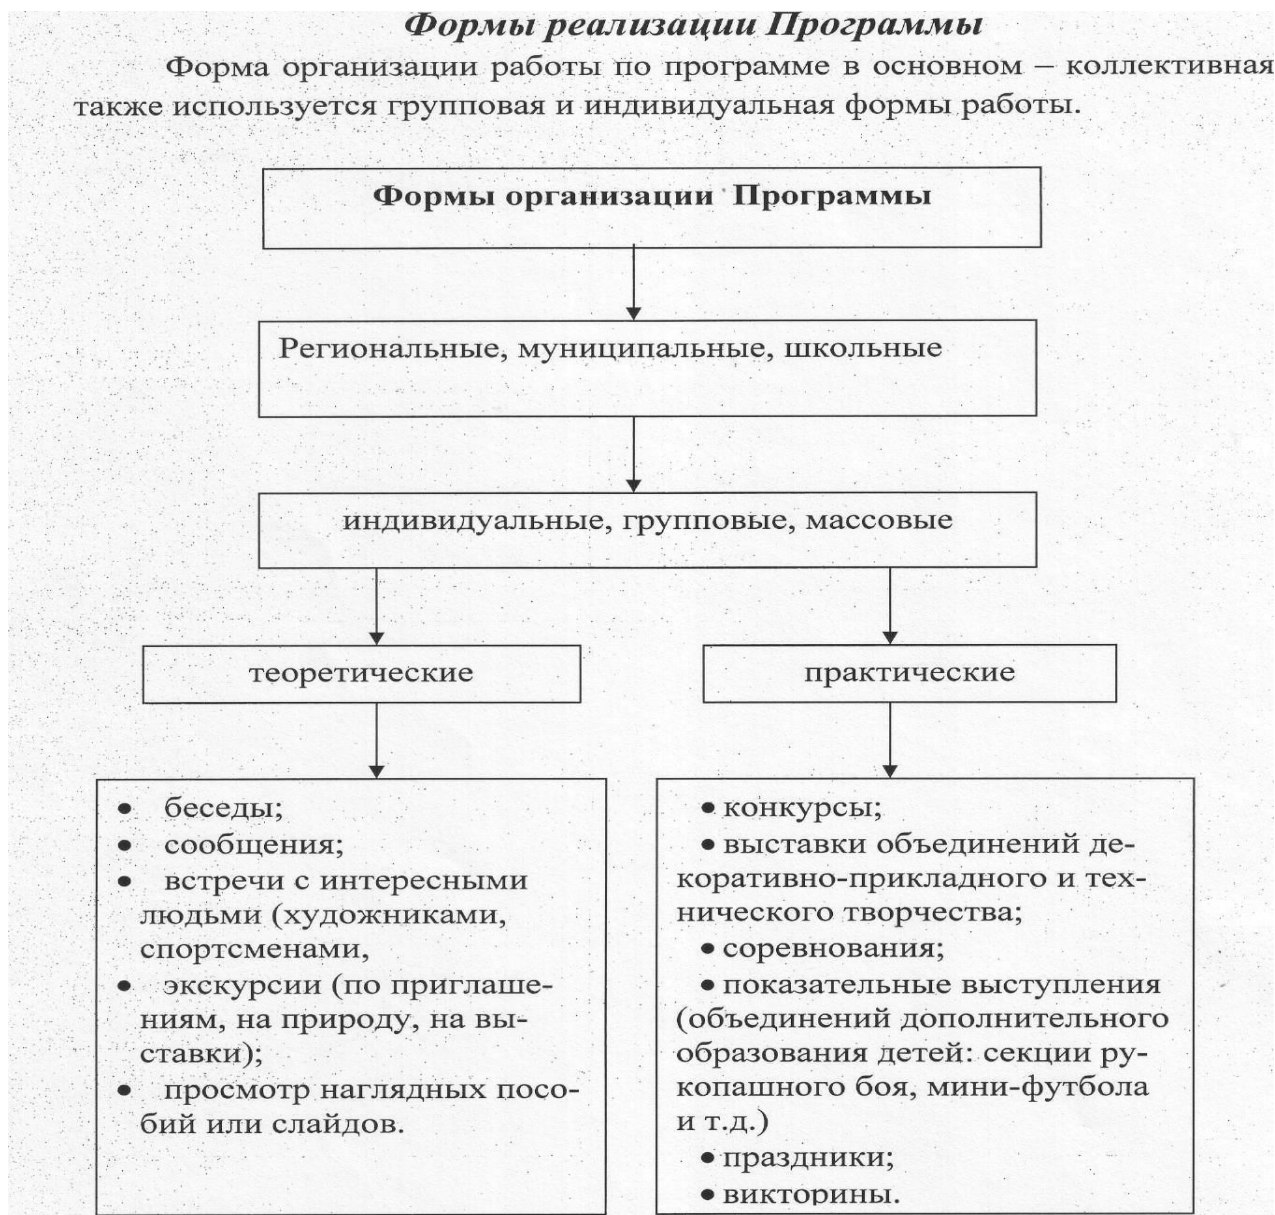 Формы реализации Программы
Форма организации работы по программе в основном – коллективная
также используется групповая и индивидуальная формы работы.
Формы организации Программы
Региональные, муниципальные, школьные
индивидуальные, групповые, массовые
теоретические
практические
• беседы;
• сообщения;
• встречи с интересными
людьми (художниками,
спортсменами,
• экскурсии (по приглаше-
ниям, на природу, на вы-
ставки);
• просмотр наглядных посо-
бий или слайдов.
• конкурсы;
• выставки объединений де-
коративно-прикладного и тех-
нического творчества;
• соревнования;
• показательные выступления
(объединений дополнительного
образования детей: секции ру-
копашного боя, мини-футбола
и т.д.)
• праздники;
• викторины.